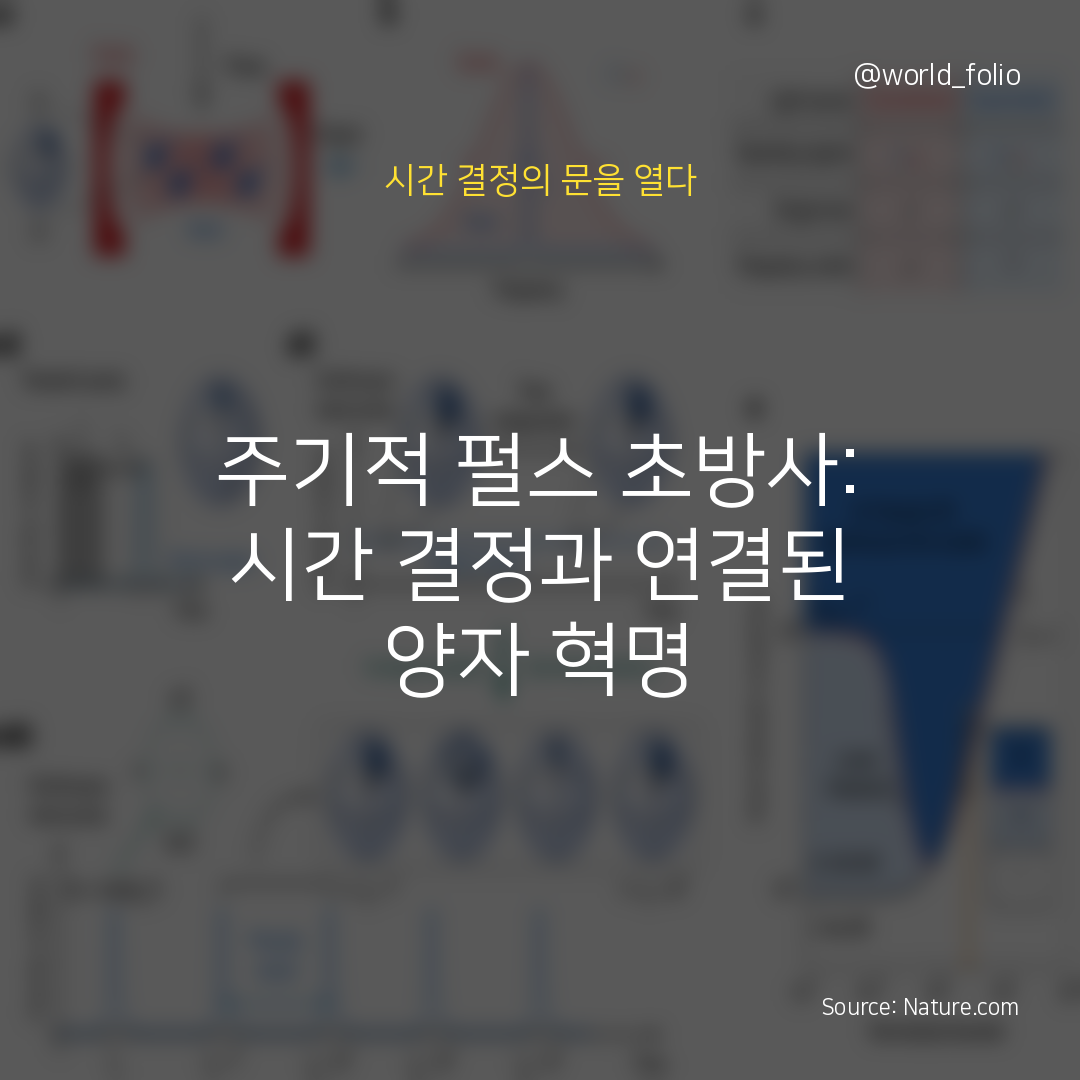 @world_folio
시간 결정의 문을 열다
주기적 펄스 초방사:
시간 결정과 연결된
양자 혁명
Source: Nature.com